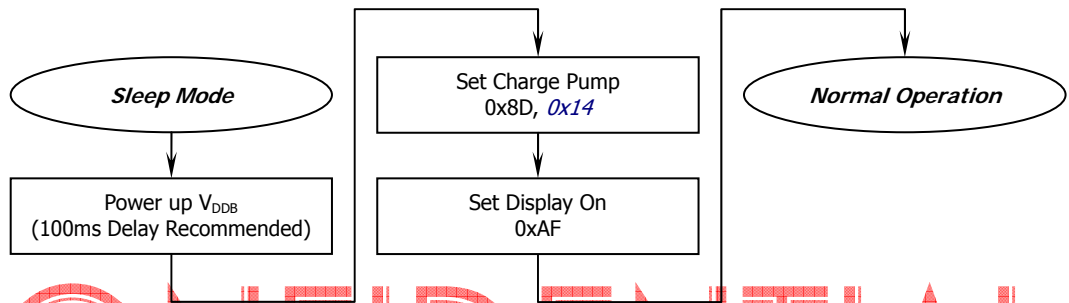 Sleep Mode
Power up VDDB
(100ms Delay Recommended)
Set Charge Pump
0x8D, 0x14
Set Display On
0xAF
Normal Operation